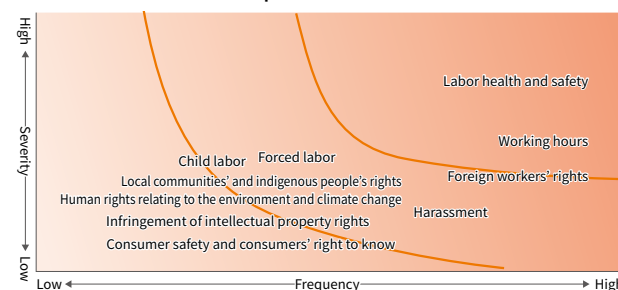 High
Severity
Low
Labor health and safety
Working hours
Child labor
Forced labor
Foreign workers' rights
Local communities' and indigenous people's rights
Human rights relating to the environment and climate change
Harassment
Infringement of intellectual property rights
Consumer safety and consumers' right to know
Low
Frequency
High